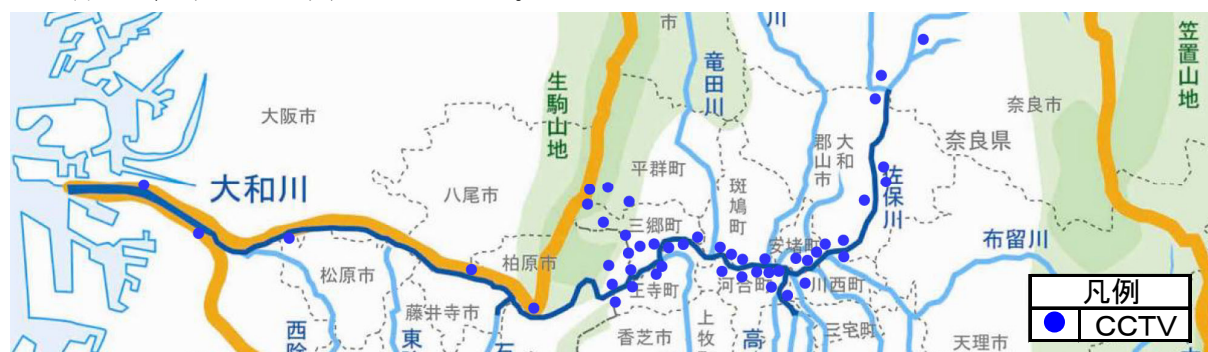 市
川
竜田川
笠置山地
生駒山地
大阪市
奈良市
大和郡山市
奈良県
平群町
大和川
八尾市
斑鳩町
佐保川
三郷町
安堵町
布留川
柏原市
松原市
河合町
川西町
王寺町
凡例
CCTV
藤井寺市
香芝市
上牧
三宅町
天理市
西除
東
石
高